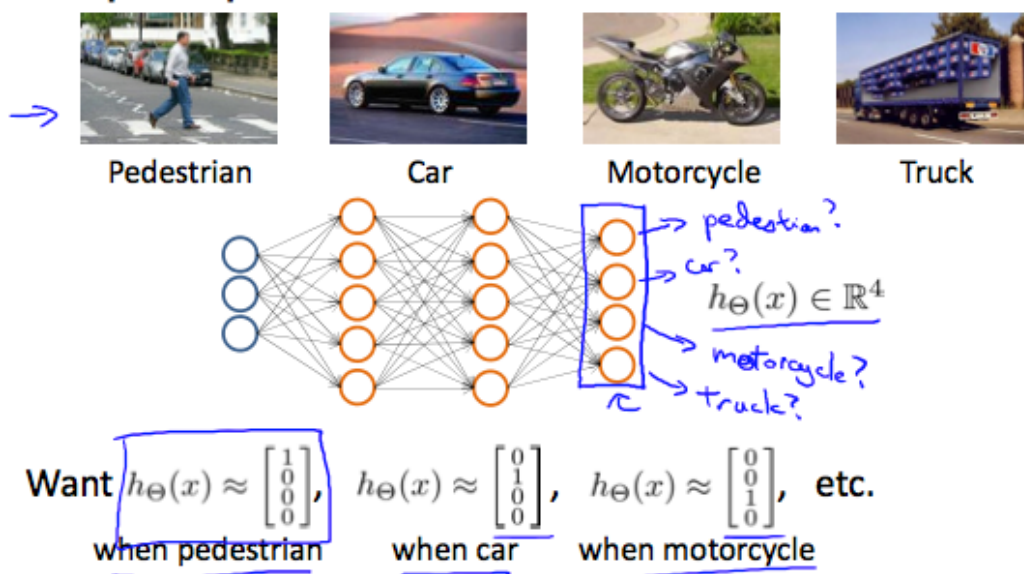 Pedestrian Car Motorcycle Truck
pedestian?
car?
hΘ(x) ∈ ℝ⁴
motorcycle?
truck?
Want hΘ(x) ≈ [1 0 0 0], hΘ(x) ≈ [0 1 0 0], hΘ(x) ≈ [0 0 1 0], etc.
when pedestrian when car when motorcycle